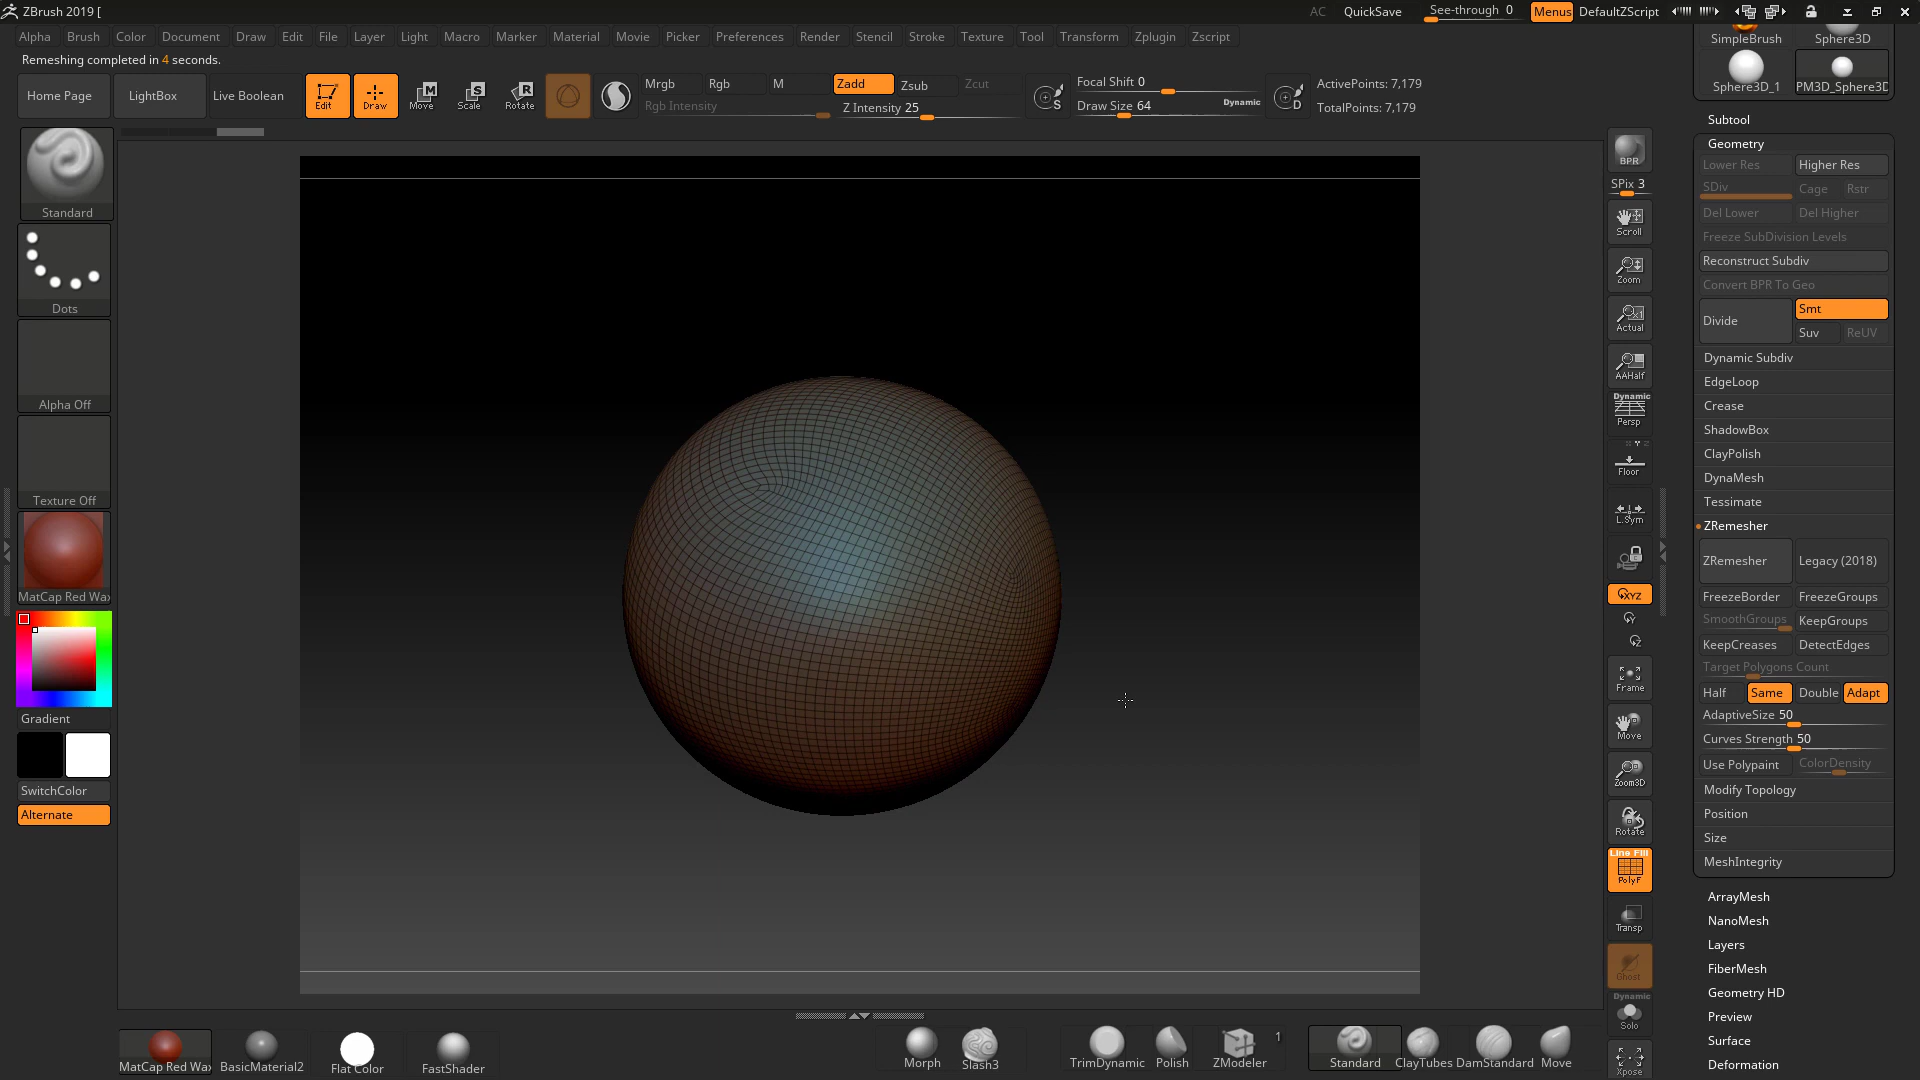 ZBrush 2019 [
AC
QuickSave
See-through 0
Menus
DefaultZScript
Alpha
Brush
Color
Document
Draw
Edit
File
Layer
Light
Macro
Marker
Material
Movie
Picker
Preferences
Render
Stencil
Stroke
Texture
Tool
Transform
Zplugin
Zscript
Remeshing completed in 4 seconds.
Home Page
LightBox
Live Boolean
Edit
Draw
Move
Scale
Rotate
Mrgb
Rgb
M
Rgb Intensity
Zadd
Zsub
Zcut
Z Intensity 25
Focal Shift 0
Draw Size 64
Dynamic
S
D
ActivePoints: 7,179
TotalPoints: 7,179
SimpleBrush
Sphere3D
Sphere3D_1
PM3D_Sphere3D
Standard
Dots
Alpha Off
Texture Off
MatCap Red Wax
Gradient
SwitchColor
Alternate
BPR
SPix 3
Scroll
Zoom
Actual
AAHalf
Dynamic
Persp
Floor
L.Sym
XYZ
Y
Z
Frame
Move
Zoom3D
Rotate
Line Fill
PolyF
Transp
Ghost
Dynamic
Solo
Xpose
Subtool
Geometry
Lower Res
Higher Res
SDiv
Cage
Rstr
Del Lower
Del Higher
Freeze SubDivision Levels
Reconstruct Subdiv
Convert BPR To Geo
Divide
Smt
Suv
ReUV
Dynamic Subdiv
EdgeLoop
Crease
ShadowBox
ClayPolish
DynaMesh
Tessimate
ZRemesher
ZRemesher
Legacy (2018)
FreezeBorder
FreezeGroups
SmoothGroups
KeepGroups
KeepCreases
DetectEdges
Target Polygons Count
Half
Same
Double
Adapt
AdaptiveSize 50
Curves Strength 50
Use Polypaint
ColorDensity
Modify Topology
Position
Size
MeshIntegrity
ArrayMesh
NanoMesh
Layers
FiberMesh
Geometry HD
Preview
Surface
Deformation
MatCap Red Wax
BasicMaterial2
Flat Color
FastShader
Morph
Slash3
TrimDynamic
Polish
ZModeler
1
Standard
ClayTubes
DamStandard
Move